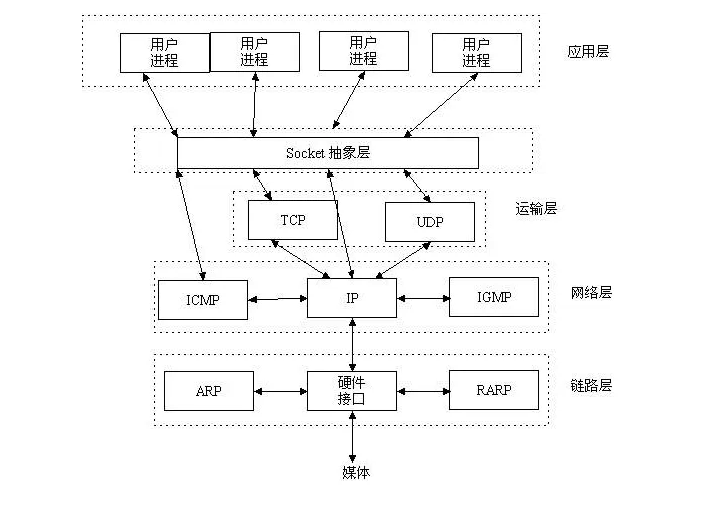 用户
进程
用户
进程
用户
进程
用户
进程
应用层
Socket 抽象层
运输层
TCP
UDP
ICMP
IP
IGMP
网络层
ARP
硬件
接口
RARP
链路层
媒体